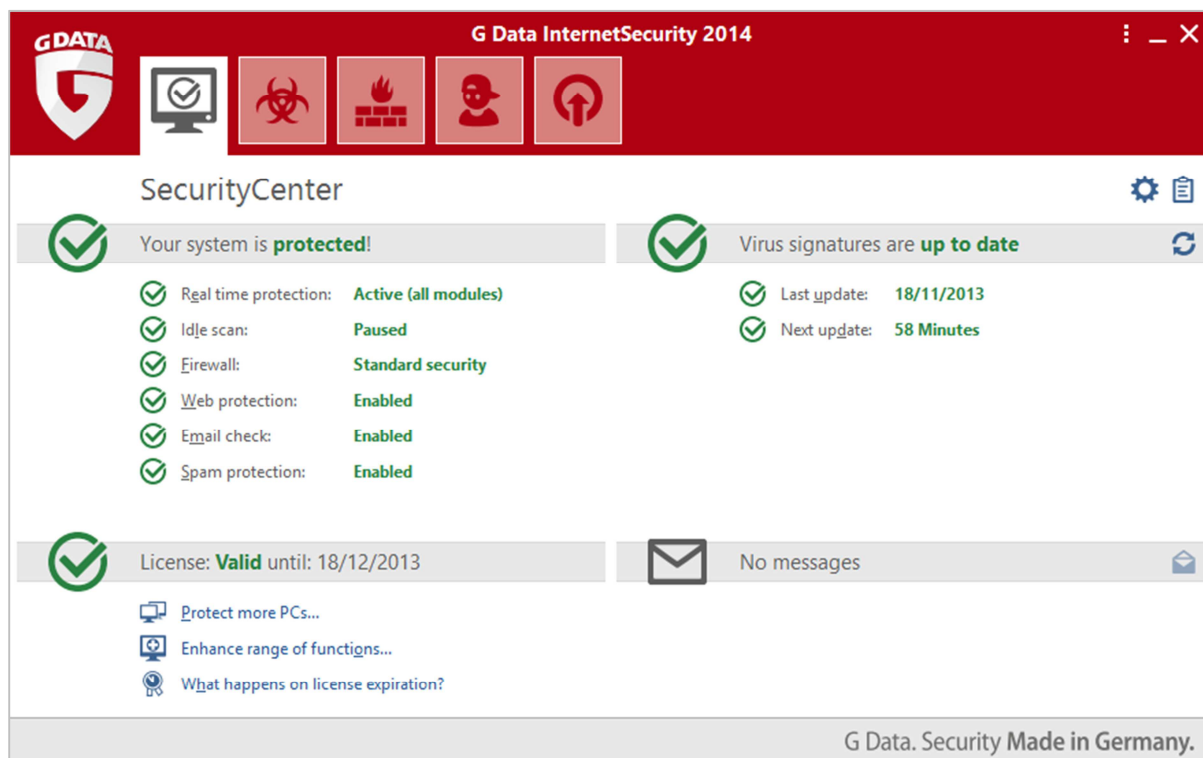 G Data InternetSecurity 2014
G DATA
SecurityCenter
Your system is protected!
Real time protection: Active (all modules)
Idle scan: Paused
Firewall: Standard security
Web protection: Enabled
Email check: Enabled
Spam protection: Enabled
Virus signatures are up to date
Last update: 18/11/2013
Next update: 58 Minutes
License: Valid until: 18/12/2013
Protect more PCs...
Enhance range of functions...
What happens on license expiration?
No messages
G Data. Security Made in Germany.